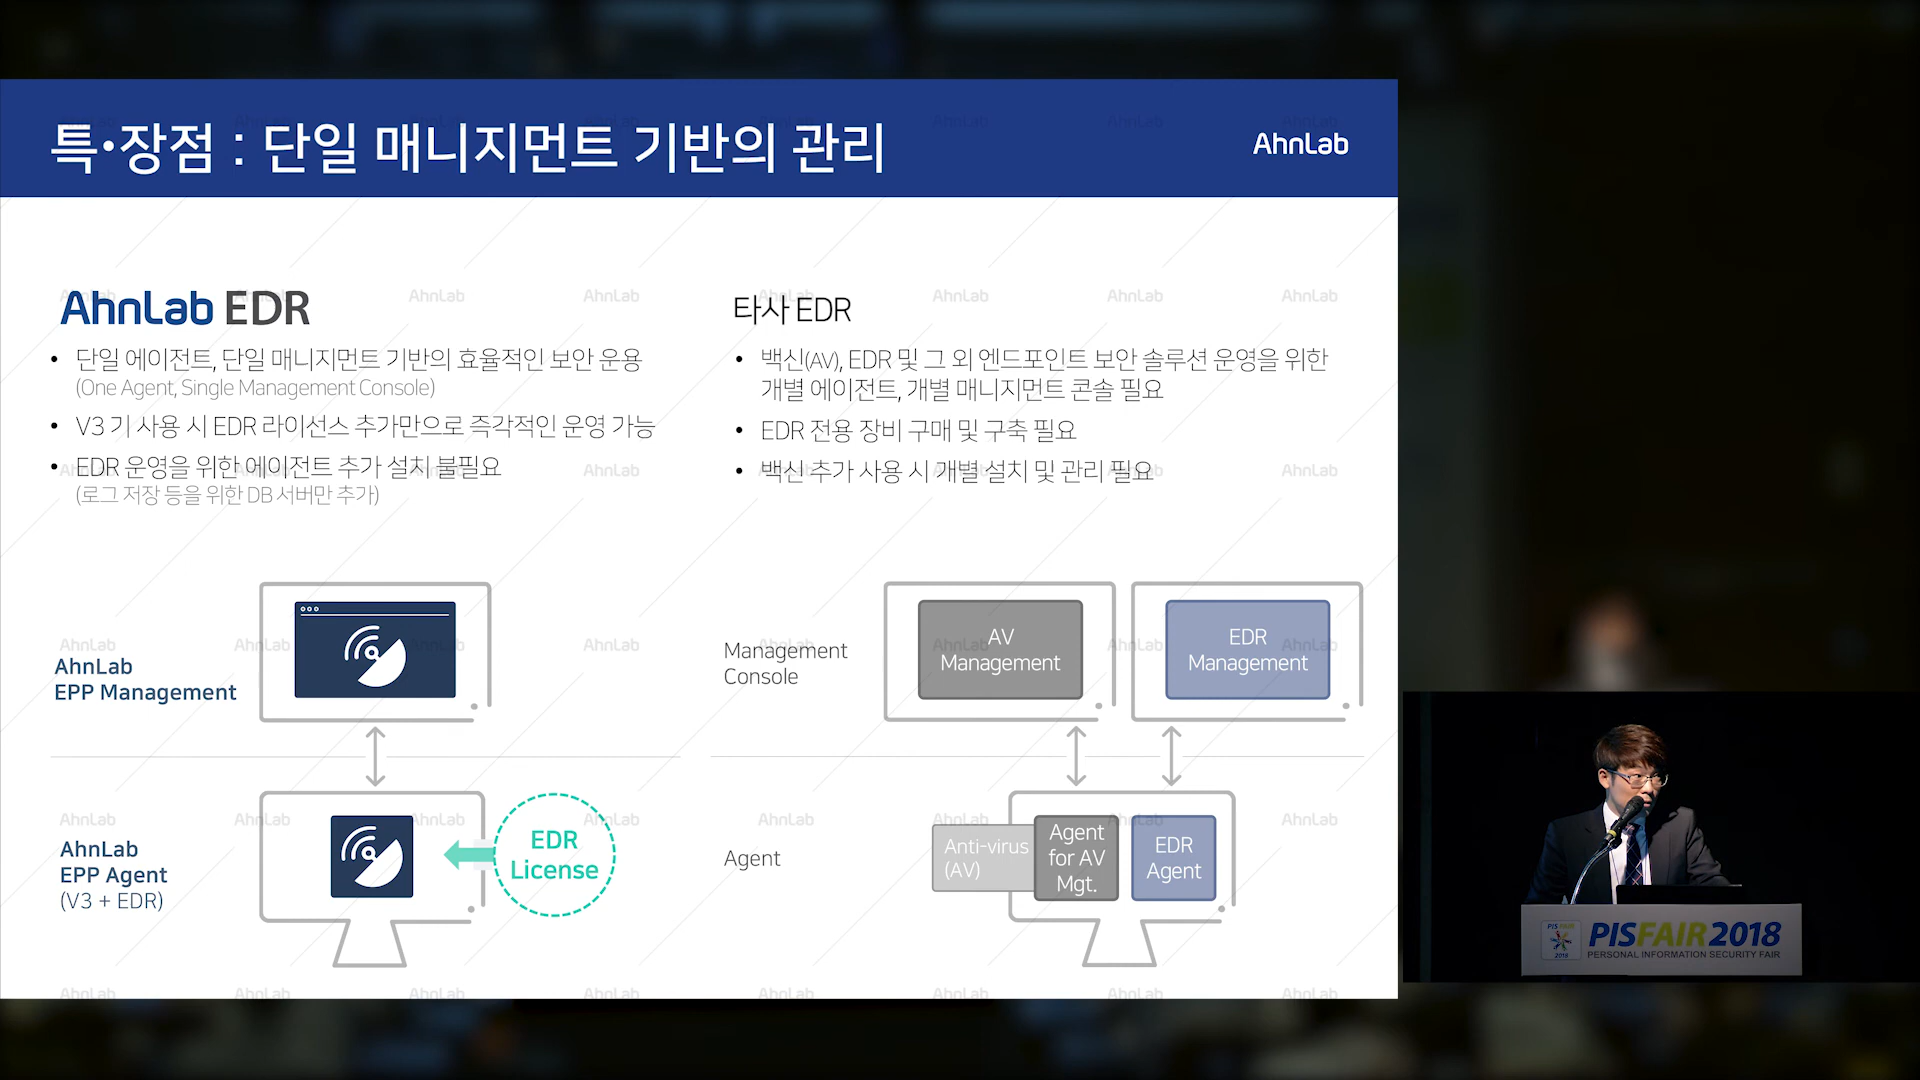 특•장점 : 단일 매니지먼트 기반의 관리
AhnLab
AhnLab EDR
• 단일 에이전트, 단일 매니지먼트 기반의 효율적인 보안 운용
(One Agent, Single Management Console)
• V3 기 사용 시 EDR 라이선스 추가만으로 즉각적인 운영 가능
• EDR 운영을 위한 에이전트 추가 설치 불필요
(로그 저장 등을 위한 DB 서버만 추가)
타사 EDR
• 백신(AV), EDR 및 그 외 엔드포인트 보안 솔루션 운영을 위한
개별 에이전트, 개별 매니지먼트 콘솔 필요
• EDR 전용 장비 구매 및 구축 필요
• 백신 추가 사용 시 개별 설치 및 관리 필요
AhnLab
EPP Management
AhnLab
EPP Agent
(V3 + EDR)
EDR
License
Management
Console
AV
Management
EDR
Management
Agent
Anti-virus
(AV)
Agent
for AV
Mgt.
EDR
Agent
PIS FAIR
2018
PISFAIR2018
PERSONAL INFORMATION SECURITY FAIR